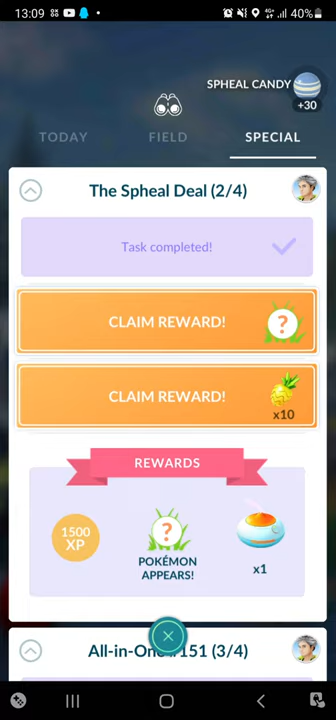 13:09
4G+
40%
SPHEAL CANDY
+30
TODAY
FIELD
SPECIAL
The Spheal Deal (2/4)
Task completed!
CLAIM REWARD!
?
CLAIM REWARD!
x10
REWARDS
1500
XP
?
POKÉMON
APPEARS!
x1
All-in-One #151 (3/4)